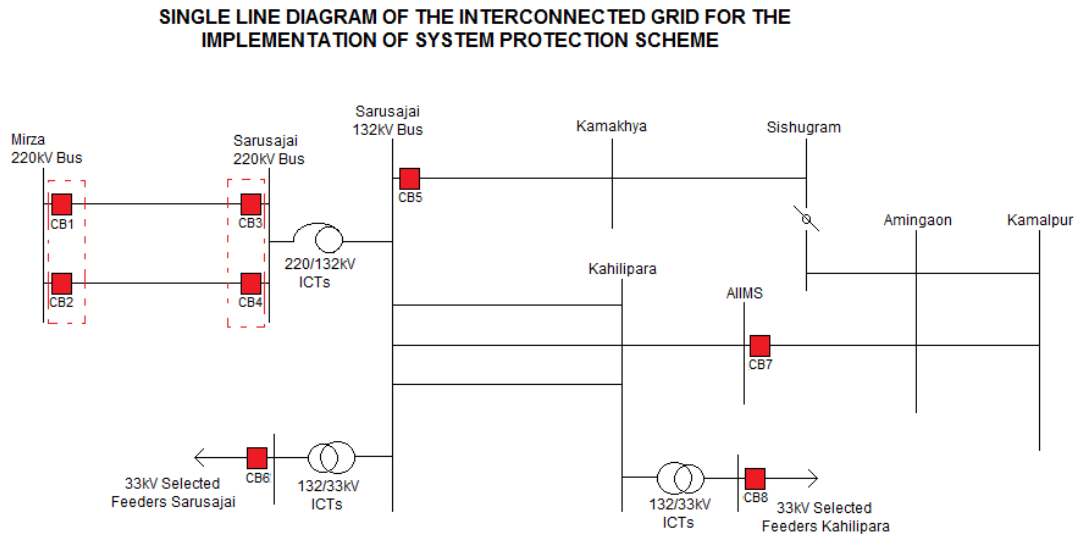 SINGLE LINE DIAGRAM OF THE INTERCONNECTED GRID FOR THE
IMPLEMENTATION OF SYSTEM PROTECTION SCHEME
Mirza
220kV Bus
Sarusajai
220kV Bus
Sarusajai
132kV Bus
Kamakhya
Sishugram
CB1
CB3
CB5
CB2
CB4
220/132kV
ICTs
Kahilipara
AIIMS
Amingaon
Kamalpur
CB7
CB6
132/33kV
ICTs
33kV Selected
Feeders Sarusajai
132/33kV
ICTs
CB8
33kV Selected
Feeders Kahilipara